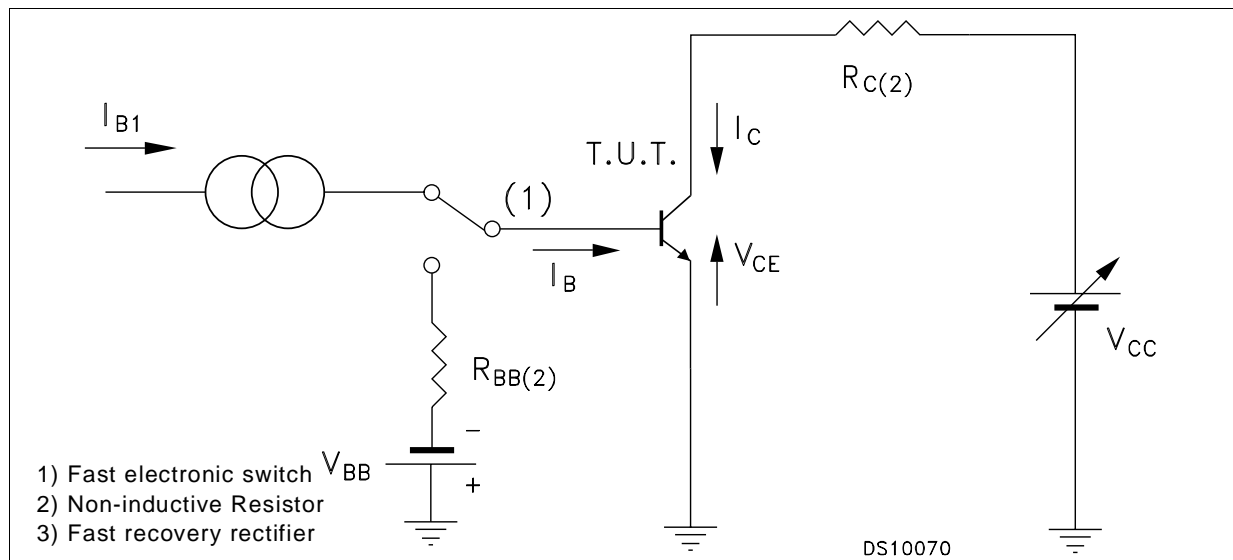 R_C(2)
I_B1
I_C
T.U.T.
(1)
V_CE
I_B
V_CC
R_BB(2)
−
V_BB
+
1) Fast electronic switch
2) Non-inductive Resistor
3) Fast recovery rectifier
DS10070